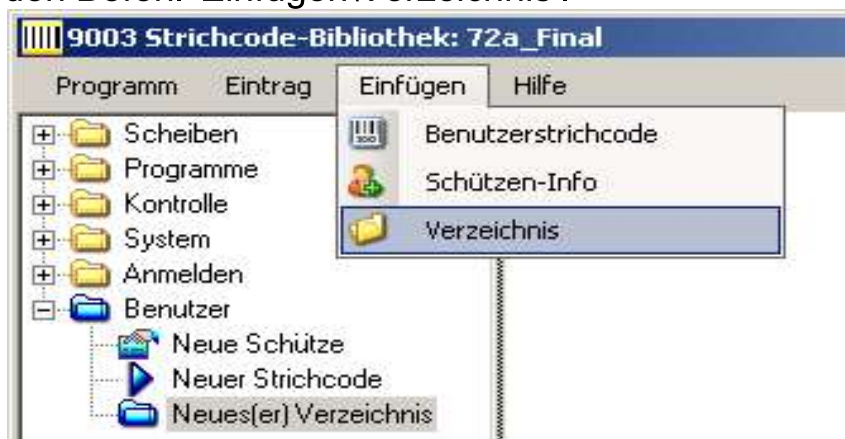 9003 Strichcode-Bibliothek: 72a_Final
Programm Eintrag Einfügen Hilfe
Scheiben
Programme
Kontrolle
System
Anmelden
Benutzer
Neue Schütze
Neuer Strichcode
Neues(er) Verzeichnis
Benutzerstrichcode
Schützen-Info
Verzeichnis